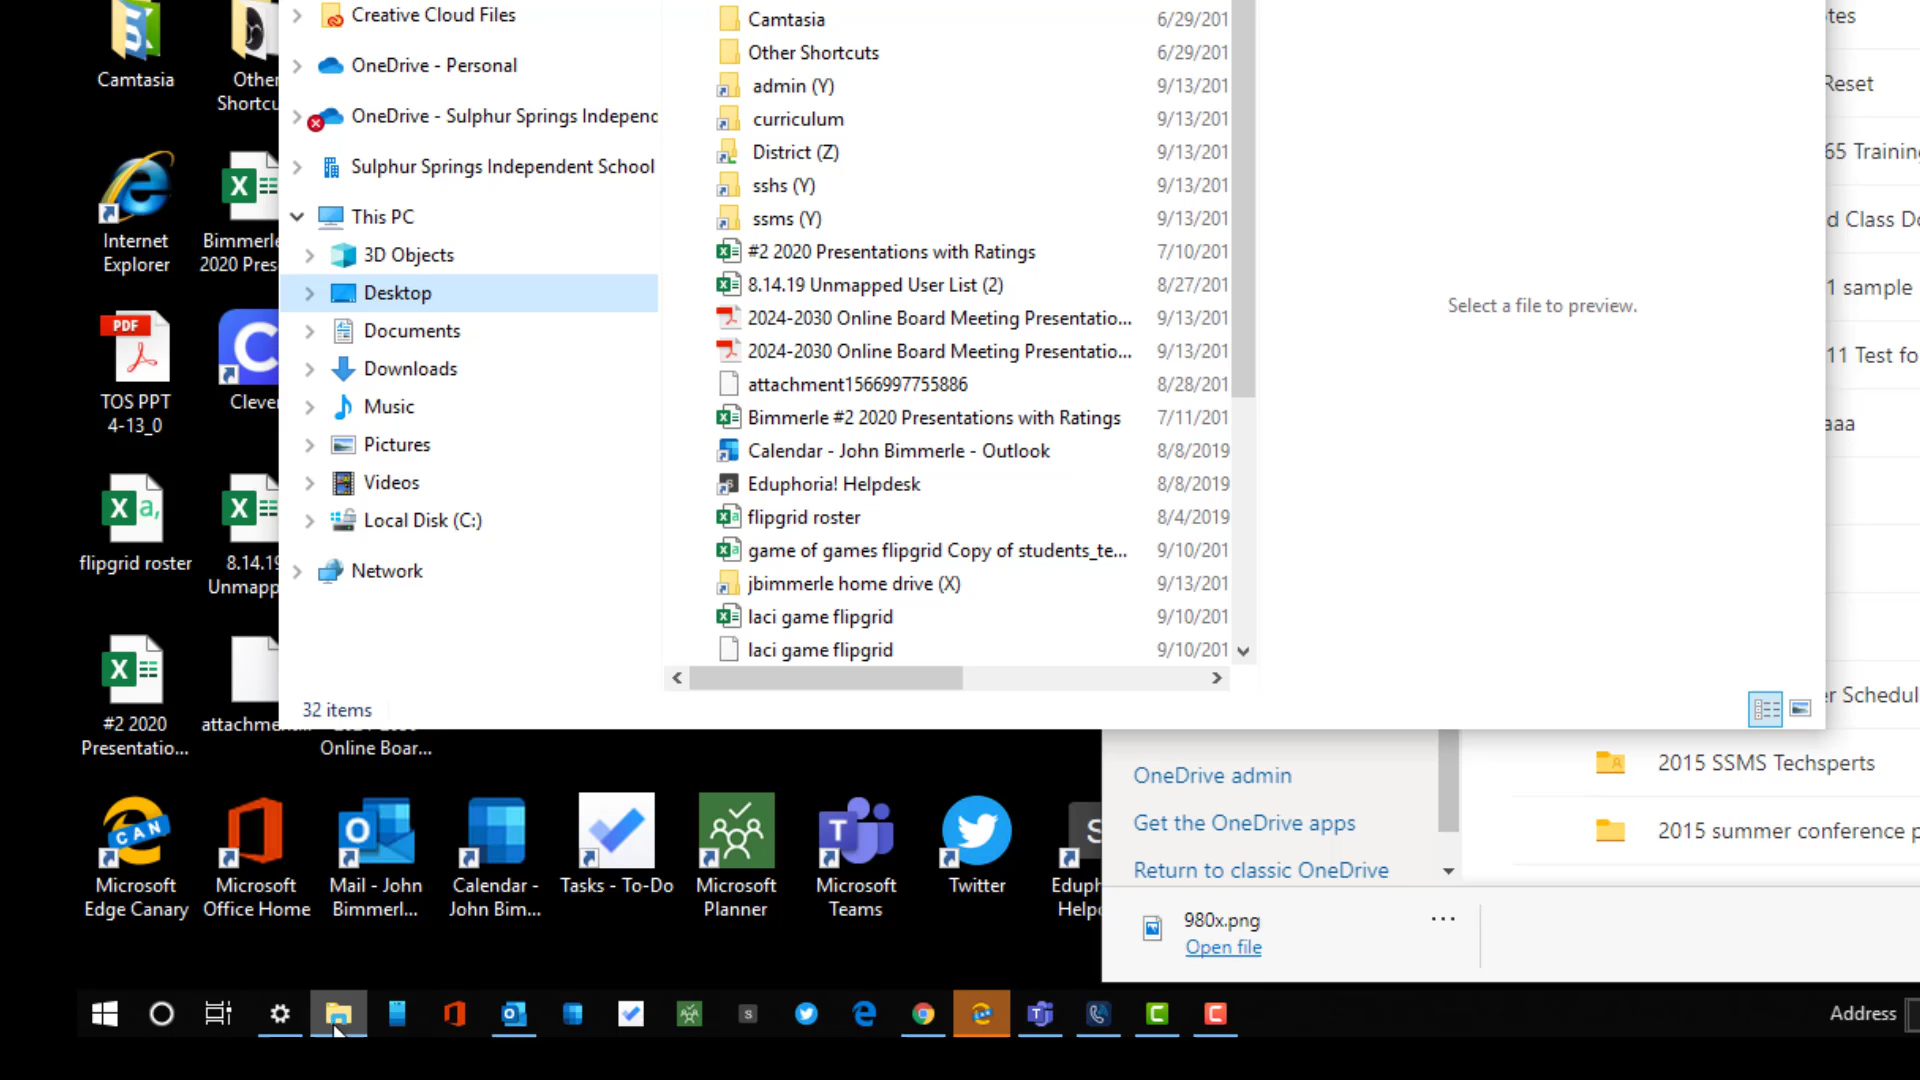 Camtasia
Other
Shortcu
Internet
Explorer
Bimmerle
2020 Pres
PDF
TOS PPT
4-13_0
Clever
flipgrid roster
8.14.19
Unmapp
#2 2020
Presentatio...
attachme
Online Boar...
CAN
Microsoft
Edge Canary
Microsoft
Office Home
Mail - John
Bimmerl...
Calendar -
John Bim...
Tasks - To-Do
Microsoft
Planner
Microsoft
Teams
Twitter
Eduph
Helpd
Creative Cloud Files
OneDrive - Personal
OneDrive - Sulphur Springs Independ
Sulphur Springs Independent School
This PC
3D Objects
Desktop
Documents
Downloads
Music
Pictures
Videos
Local Disk (C:)
Network
32 items
Camtasia 6/29/201
Other Shortcuts 6/29/201
admin (Y) 9/13/201
curriculum 9/13/201
District (Z) 9/13/201
sshs (Y) 9/13/201
ssms (Y) 9/13/201
#2 2020 Presentations with Ratings 7/10/201
8.14.19 Unmapped User List (2) 8/27/201
2024-2030 Online Board Meeting Presentatio... 9/13/201
2024-2030 Online Board Meeting Presentatio... 9/13/201
attachment1566997755886 8/28/201
Bimmerle #2 2020 Presentations with Ratings 7/11/201
Calendar - John Bimmerle - Outlook 8/8/2019
Eduphoria! Helpdesk 8/8/2019
flipgrid roster 8/4/2019
game of games flipgrid Copy of students_te... 9/10/201
jbimmerle home drive (X) 9/13/201
laci game flipgrid 9/10/201
laci game flipgrid 9/10/201
Select a file to preview.
tes
Reset
65 Training
d Class Do
1 sample
11 Test fo
aaa
r Schedul
2015 SSMS Techsperts
2015 summer conference p
OneDrive admin
Get the OneDrive apps
Return to classic OneDrive
980x.png
Open file
Address